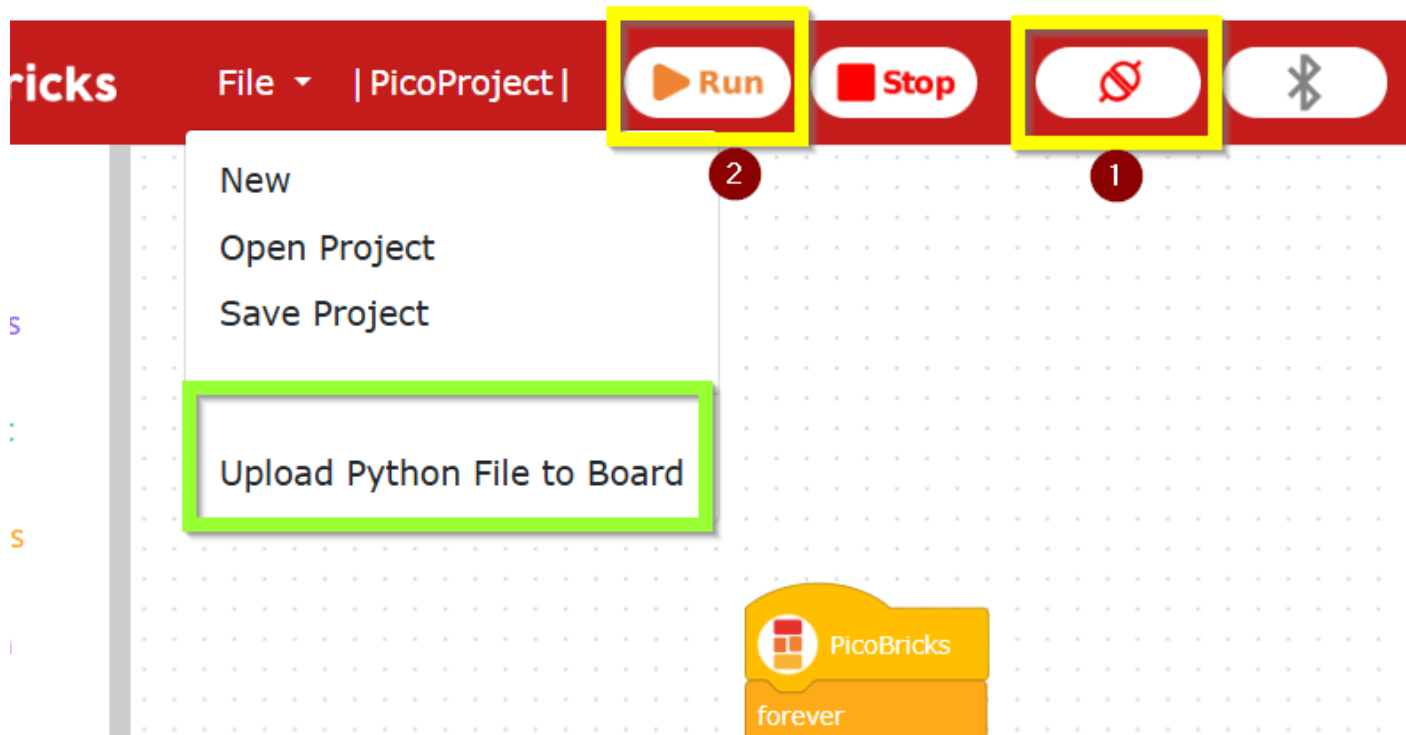 ricks File |PicoProject| Run Stop
2 1
New
Open Project
Save Project
s
Upload Python File to Board
s
PicoBricks
forever